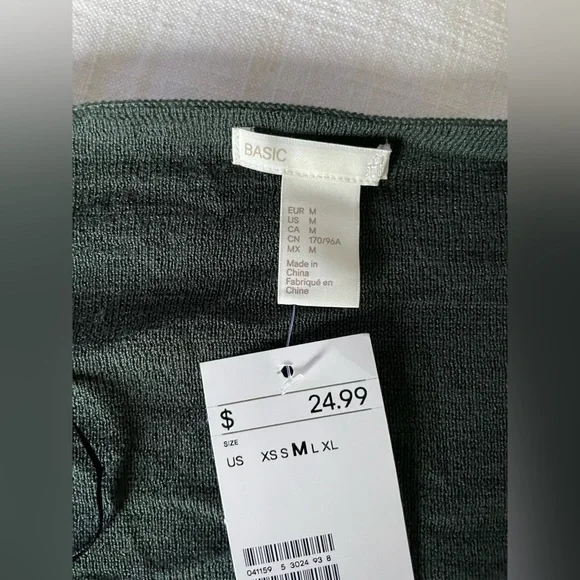 BASIC
EUR M
US M
CA M
CN 170/96A
MX M
Made in
China
Fabriqué en
Chine
$ 24.99
SIZE
US XS S M L XL
041159 5 3024 93 8